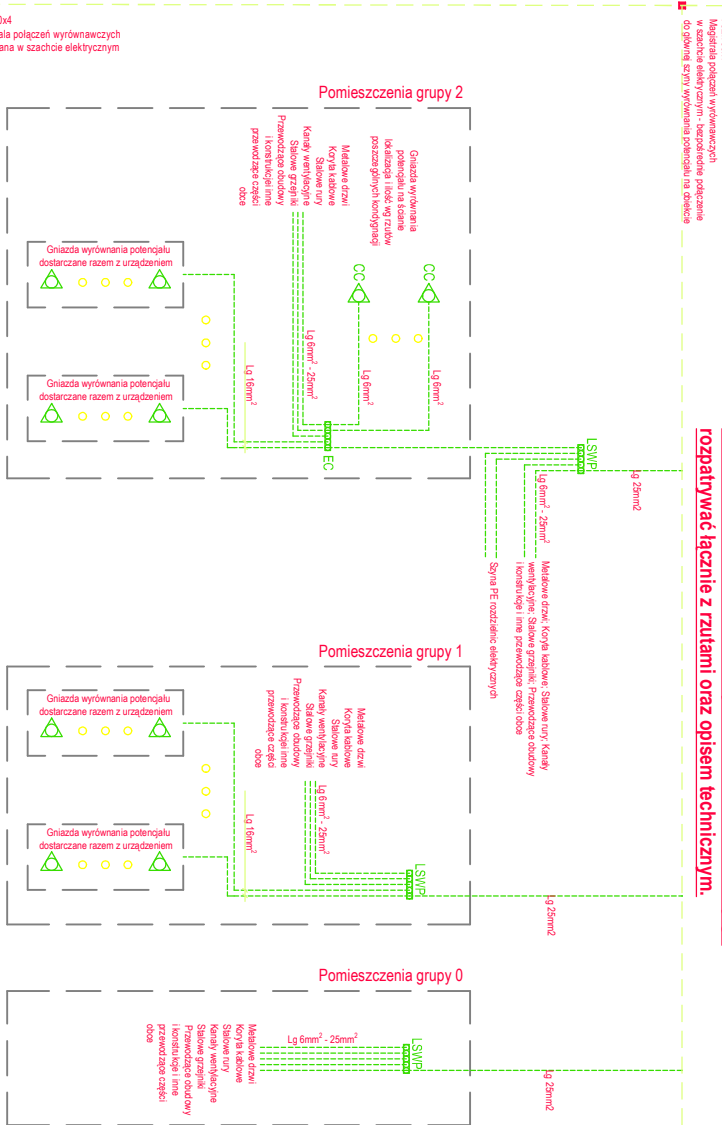 0x4
ala połączeń wyrównawczych
ana w szachcie elektrycznym
Magistrala połączeń wyrównawczych
w szachcie elektrycznym - bezpośrednie połączenie
do głównej szyny wyrównania potencjału na obiekcie
rozpatrywać łącznie z rzutami oraz opisem technicznym.
Pomieszczenia grupy 2
Gniazda wyrównania
potencjału na ścianie
lokalizacja i ilość wg rzutów
poszczególnych kondygnacji
Metalowe drzwi
Koryta kablowe
Stalowe rury
Kanały wentylacyjne
Stalowe grzejniki
Przewodzące obudowy
i konstrukcjei inne
przewodzące części
obce
CC
CC
Lg 6mm²
Lg 6mm²
Lg 6mm² - 25mm²
Lg 16mm²
EC
Gniazda wyrównania potencjału
dostarczane razem z urządzeniem
Gniazda wyrównania potencjału
dostarczane razem z urządzeniem
LSWP
Lg 25mm2
Lg 6mm² - 25mm²
Metalowe drzwi; Koryta kablowe; Stalowe rury; Kanały
wentylacyjne; Stalowe grzejniki; Przewodzące obudowy
i konstrukcje i inne przewodzące części obce
Szyna PE rozdzielnic elektrycznych
Pomieszczenia grupy 1
Metalowe drzwi
Koryta kablowe
Stalowe rury
Kanały wentylacyjne
Stalowe grzejniki
Przewodzące obudowy
i konstrukcjei inne
przewodzące części
obce
Lg 6mm² - 25mm²
Lg 16mm²
LSWP
Lg 25mm2
Gniazda wyrównania potencjału
dostarczane razem z urządzeniem
Gniazda wyrównania potencjału
dostarczane razem z urządzeniem
Pomieszczenia grupy 0
Metalowe drzwi
Koryta kablowe
Stalowe rury
Kanały wentylacyjne
Stalowe grzejniki
Przewodzące obudowy
i konstrukcje i inne
przewodzące części
obce
Lg 6mm² - 25mm²
LSWP
Lg 25mm2